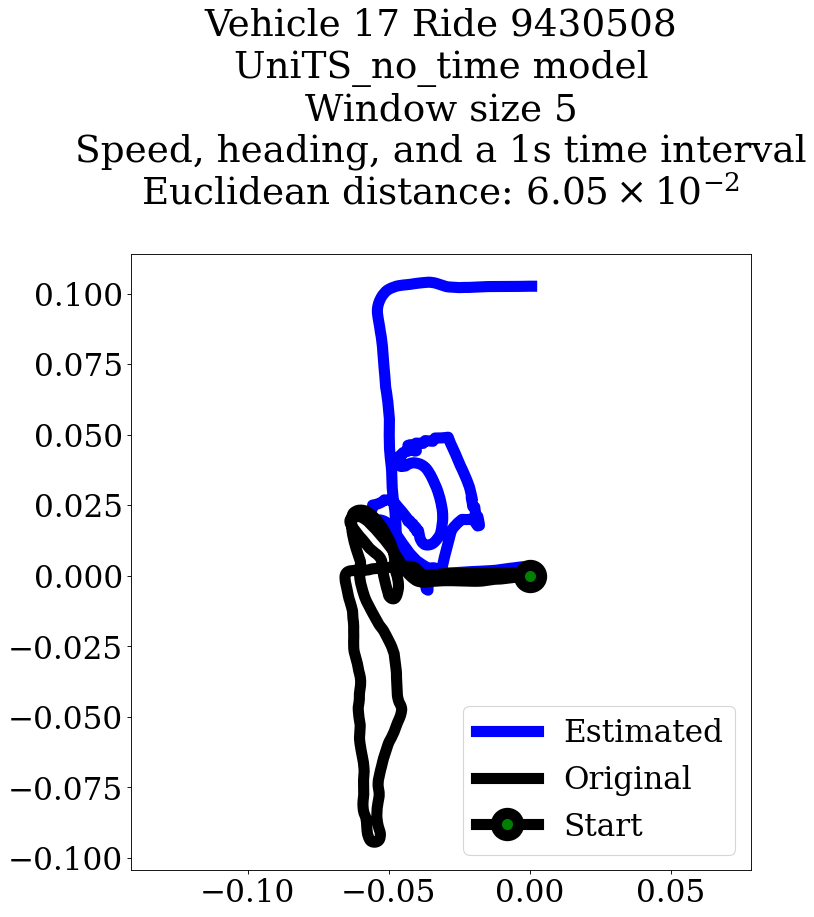 Vehicle 17 Ride 9430508
UniTS_no_time model
Window size 5
Speed, heading, and a 1s time interval
Euclidean distance: 6.05 × 10⁻²
0.100
0.075
0.050
0.025
0.000
−0.025
−0.050
−0.075
−0.100
−0.10 −0.05 0.00 0.05
Estimated
Original
Start